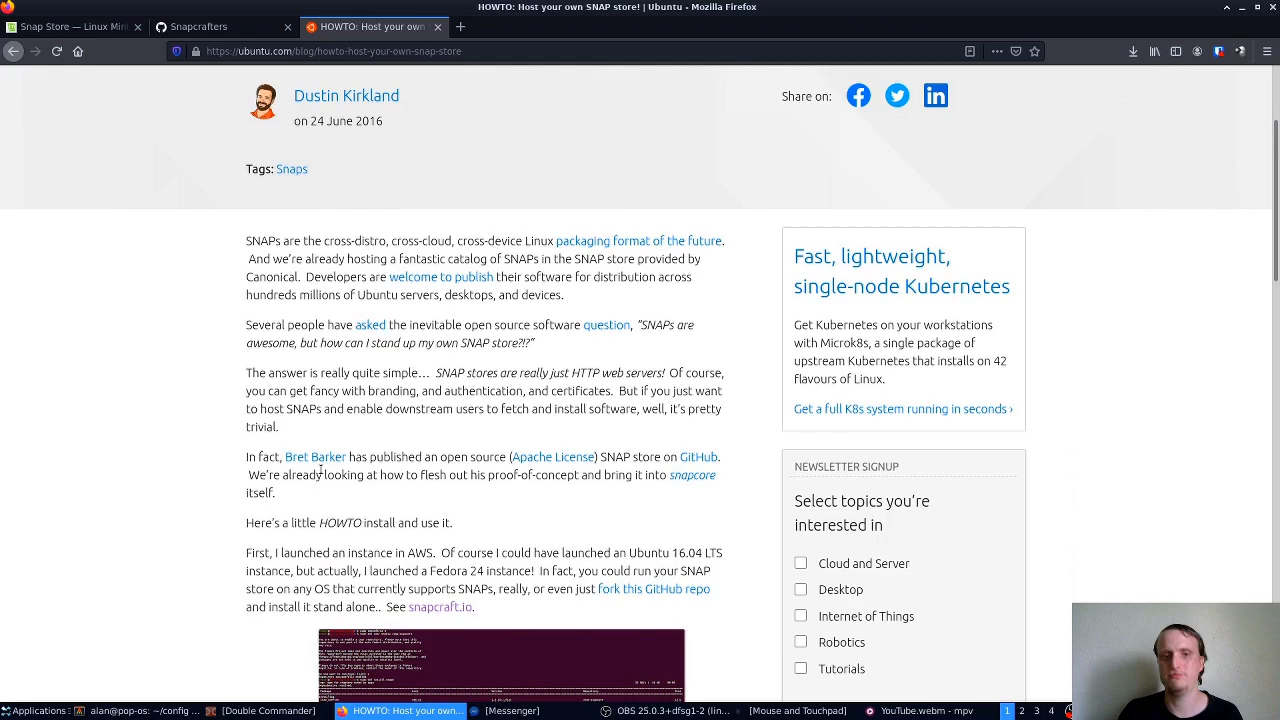 HOWTO: Host your own SNAP store! | Ubuntu - Mozilla Firefox
Snap Store — Linux Min
Snapcrafters
HOWTO: Host your own
https://ubuntu.com/blog/howto-host-your-own-snap-store
Dustin Kirkland
on 24 June 2016
Share on:
Tags: Snaps
SNAPs are the cross-distro, cross-cloud, cross-device Linux packaging format of the future.
And we're already hosting a fantastic catalog of SNAPs in the SNAP store provided by
Canonical. Developers are welcome to publish their software for distribution across
hundreds millions of Ubuntu servers, desktops, and devices.
Several people have asked the inevitable open source software question, "SNAPs are
awesome, but how can I stand up my own SNAP store?!?"
The answer is really quite simple… SNAP stores are really just HTTP web servers! Of course,
you can get fancy with branding, and authentication, and certificates. But if you just want
to host SNAPs and enable downstream users to fetch and install software, well, it's pretty
trivial.
In fact, Bret Barker has published an open source (Apache License) SNAP store on GitHub.
We're already looking at how to flesh out his proof-of-concept and bring it into snapcore
itself.
Here's a little HOWTO install and use it.
First, I launched an instance in AWS. Of course I could have launched an Ubuntu 16.04 LTS
instance, but actually, I launched a Fedora 24 instance! In fact, you could run your SNAP
store on any OS that currently supports SNAPs, really, or even just fork this GitHub repo
and install it stand alone.. See snapcraft.io.
Fast, lightweight,
single-node Kubernetes
Get Kubernetes on your workstations
with Microk8s, a single package of
upstream Kubernetes that installs on 42
flavours of Linux.
Get a full K8s system running in seconds ›
NEWSLETTER SIGNUP
Select topics you're
interested in
Cloud and Server
Desktop
Internet of Things
Applications
alan@pop-os:~/config ...
[Double Commander]
HOWTO: Host your own...
[Messenger]
OBS 25.0.3+dfsg1-2 (lin...
[Mouse and Touch...
YouTube.webm - mpv
1 2 3 4